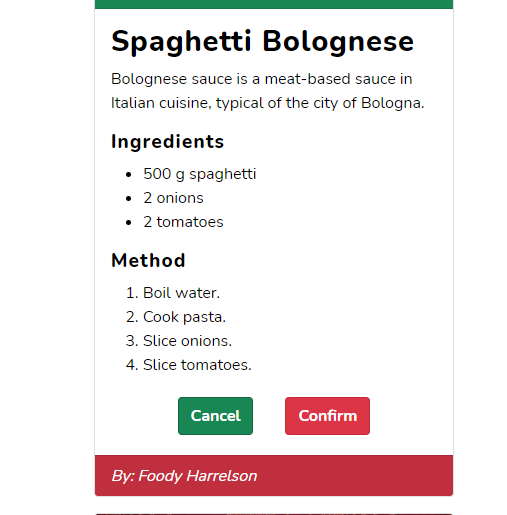 Spaghetti Bolognese
Bolognese sauce is a meat-based sauce in
Italian cuisine, typical of the city of Bologna.
Ingredients
• 500 g spaghetti
• 2 onions
• 2 tomatoes
Method
1. Boil water.
2. Cook pasta.
3. Slice onions.
4. Slice tomatoes.
Cancel Confirm
By: Foody Harrelson